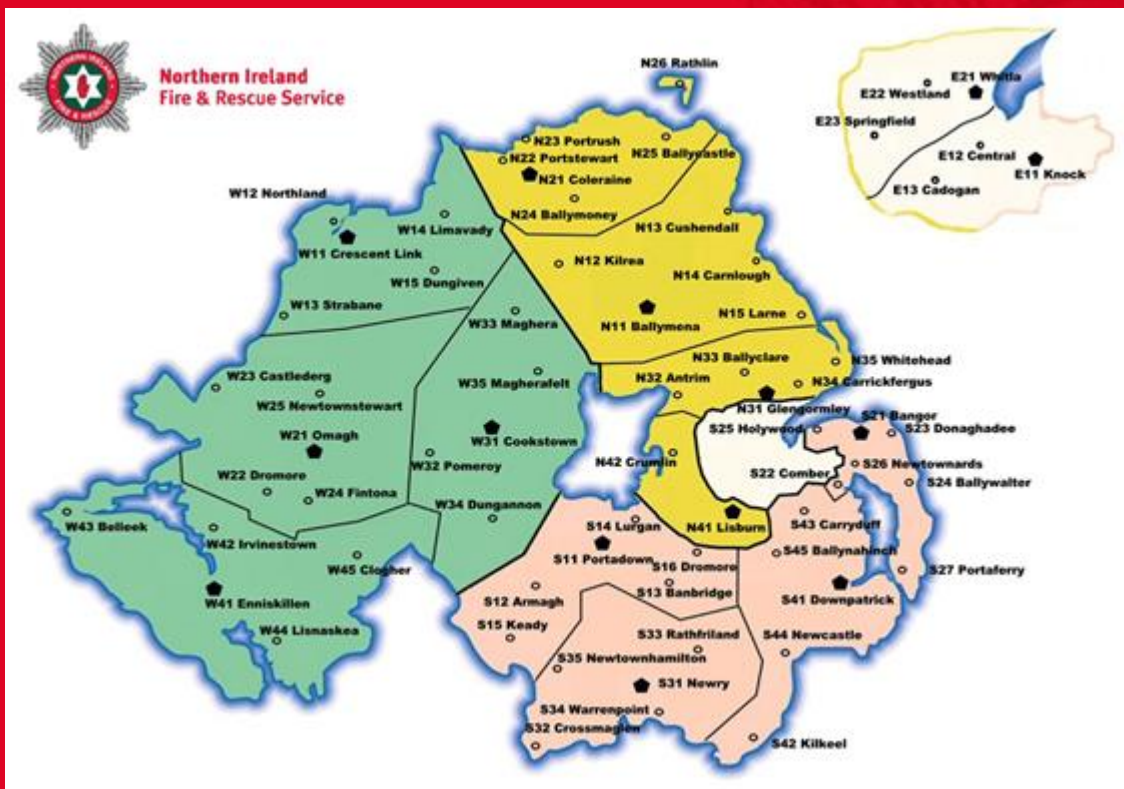 NORTHERN IRELAND
FIRE & RESCUE
Northern Ireland
Fire & Rescue Service
N26 Rathlin
E21 Whitla
E22 Westland
E23 Springfield
E12 Central
E11 Knock
E13 Cadogan
N23 Portrush
N22 Portstewart
N25 Ballycastle
N21 Coleraine
N24 Ballymoney
N13 Cushendall
W12 Northland
W14 Limavady
W11 Crescent Link
W15 Dungiven
N12 Kilrea
N14 Carnlough
W13 Strabane
W33 Maghera
N11 Ballymena
N15 Larne
N33 Ballyclare
N35 Whitehead
W23 Castlederg
W35 Magherafelt
N32 Antrim
N34 Carrickfergus
W25 Newtownstewart
N31 Glengormley
S21 Bangor
W21 Omagh
W31 Cookstown
S25 Holywood
S23 Donaghadee
W32 Pomeroy
N42 Crumlin
S22 Comber
S26 Newtownards
W22 Dromore
S24 Ballywalter
W24 Fintona
W34 Dungannon
W43 Belleek
S14 Lurgan
N41 Lisburn
S43 Carryduff
W42 Irvinestown
S11 Portadown
S45 Ballynahinch
W45 Clogher
S16 Dromore
S27 Portaferry
S13 Banbridge
W41 Enniskillen
S12 Armagh
S41 Downpatrick
S15 Keady
W44 Lisnaskea
S33 Rathfriland
S44 Newcastle
S35 Newtownhamilton
S31 Newry
S34 Warrenpoint
S32 Crossmaglen
S42 Kilkeel